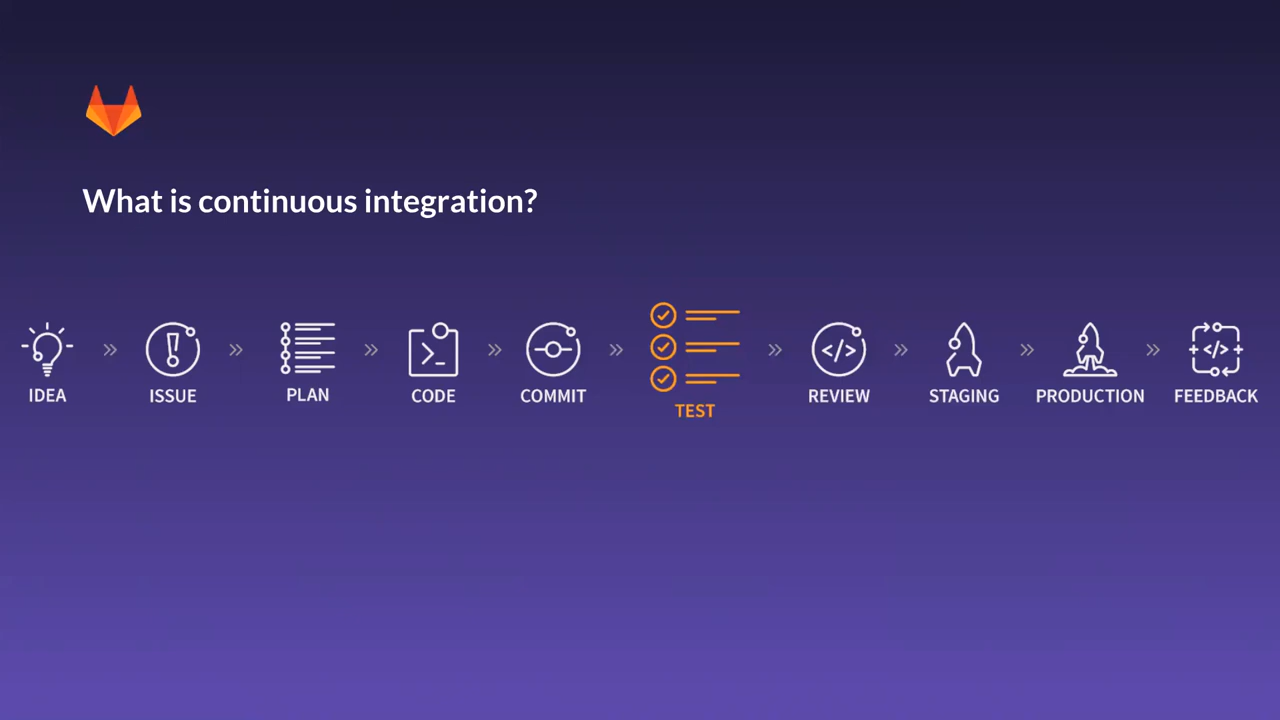 What is continuous integration?
IDEA
ISSUE
PLAN
CODE
COMMIT
TEST
REVIEW
STAGING
PRODUCTION
FEEDBACK